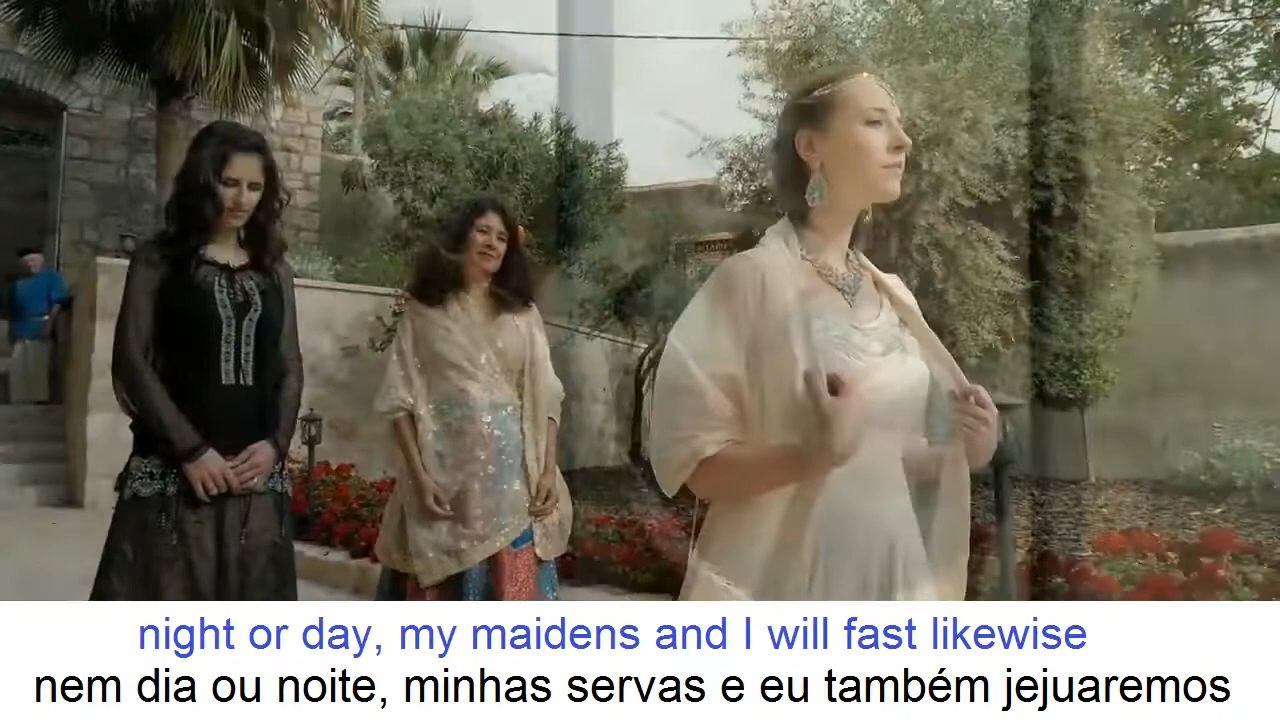 night or day, my maidens and I will fast likewise
nem dia ou noite, minhas servas e eu também jejuaremos